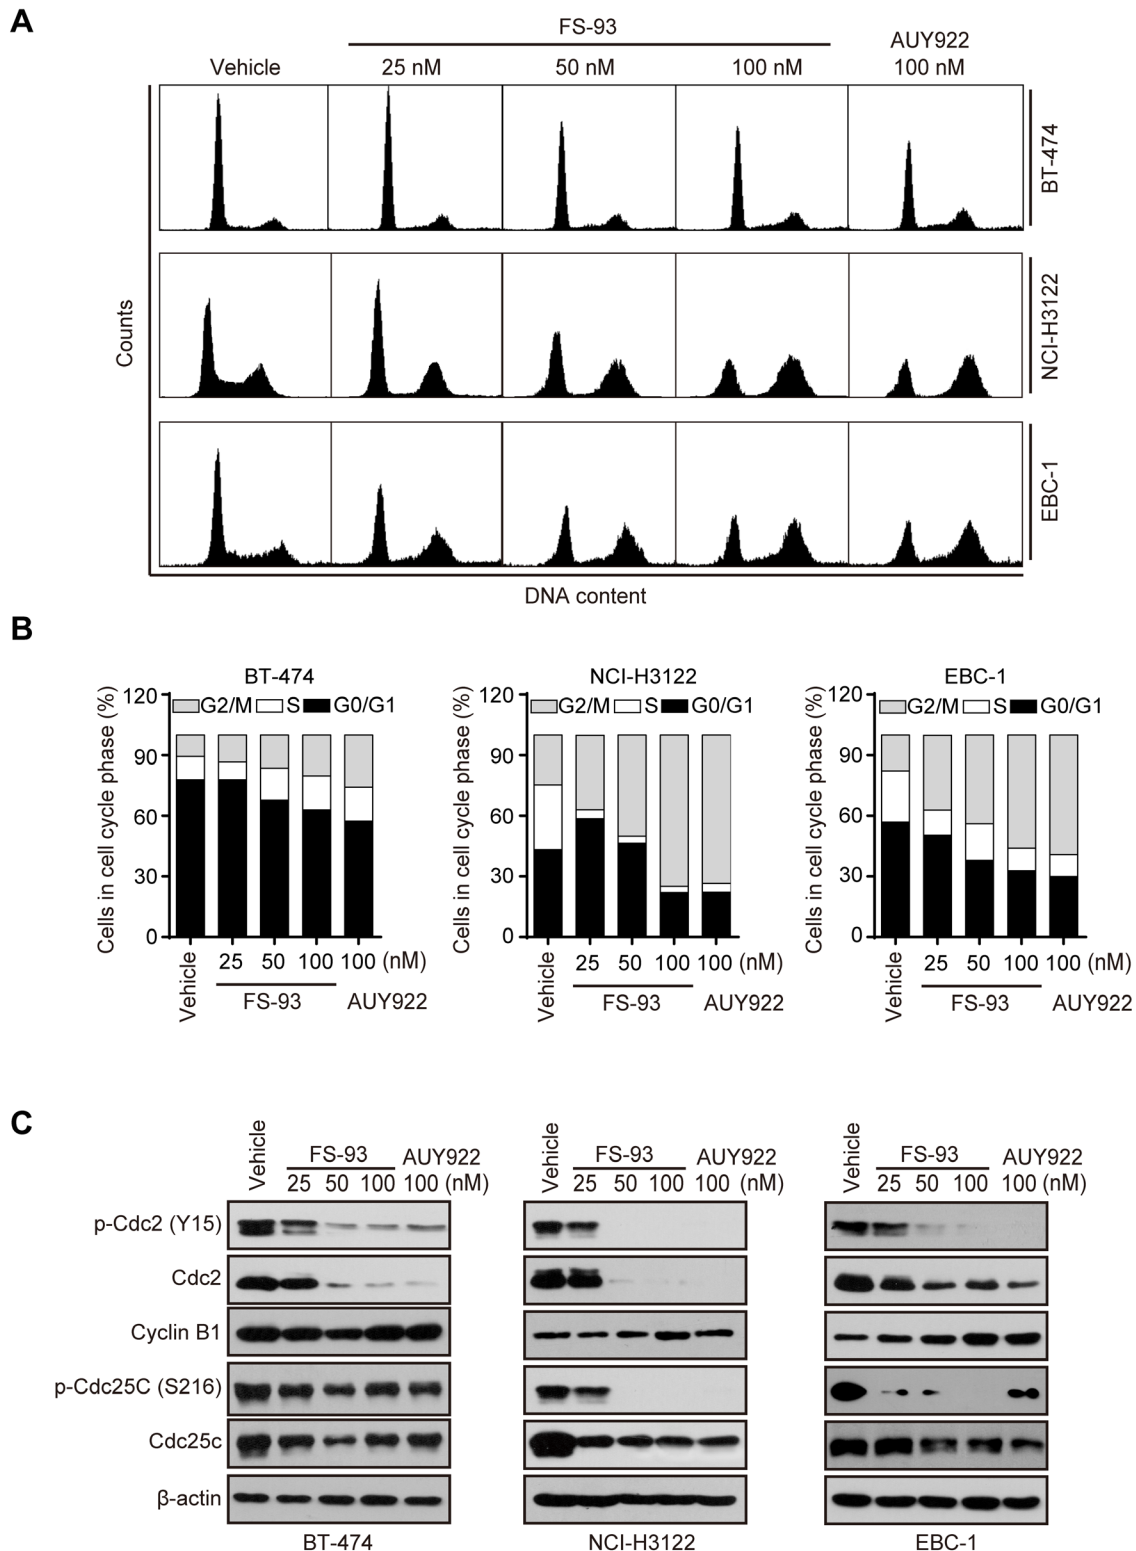 A
FS-93
AUY922
Vehicle 25 nM 50 nM 100 nM 100 nM
BT-474
NCI-H3122
EBC-1
Counts
DNA content
B
BT-474
Cells in cell cycle phase (%)
120
90
60
30
0
G2/M S G0/G1
Vehicle 25 50 100 100 (nM)
FS-93 AUY922
NCI-H3122
Cells in cell cycle phase (%)
120
90
60
30
0
G2/M S G0/G1
Vehicle 25 50 100 100 (nM)
FS-93 AUY922
EBC-1
Cells in cell cycle phase (%)
120
90
60
30
0
G2/M S G0/G1
Vehicle 25 50 100 100 (nM)
FS-93 AUY922
C
Vehicle FS-93 AUY922
25 50 100 100 (nM)
Vehicle FS-93 AUY922
25 50 100 100 (nM)
Vehicle FS-93 AUY922
25 50 100 100 (nM)
p-Cdc2 (Y15)
Cdc2
Cyclin B1
p-Cdc25C (S216)
Cdc25c
β-actin
BT-474 NCI-H3122 EBC-1